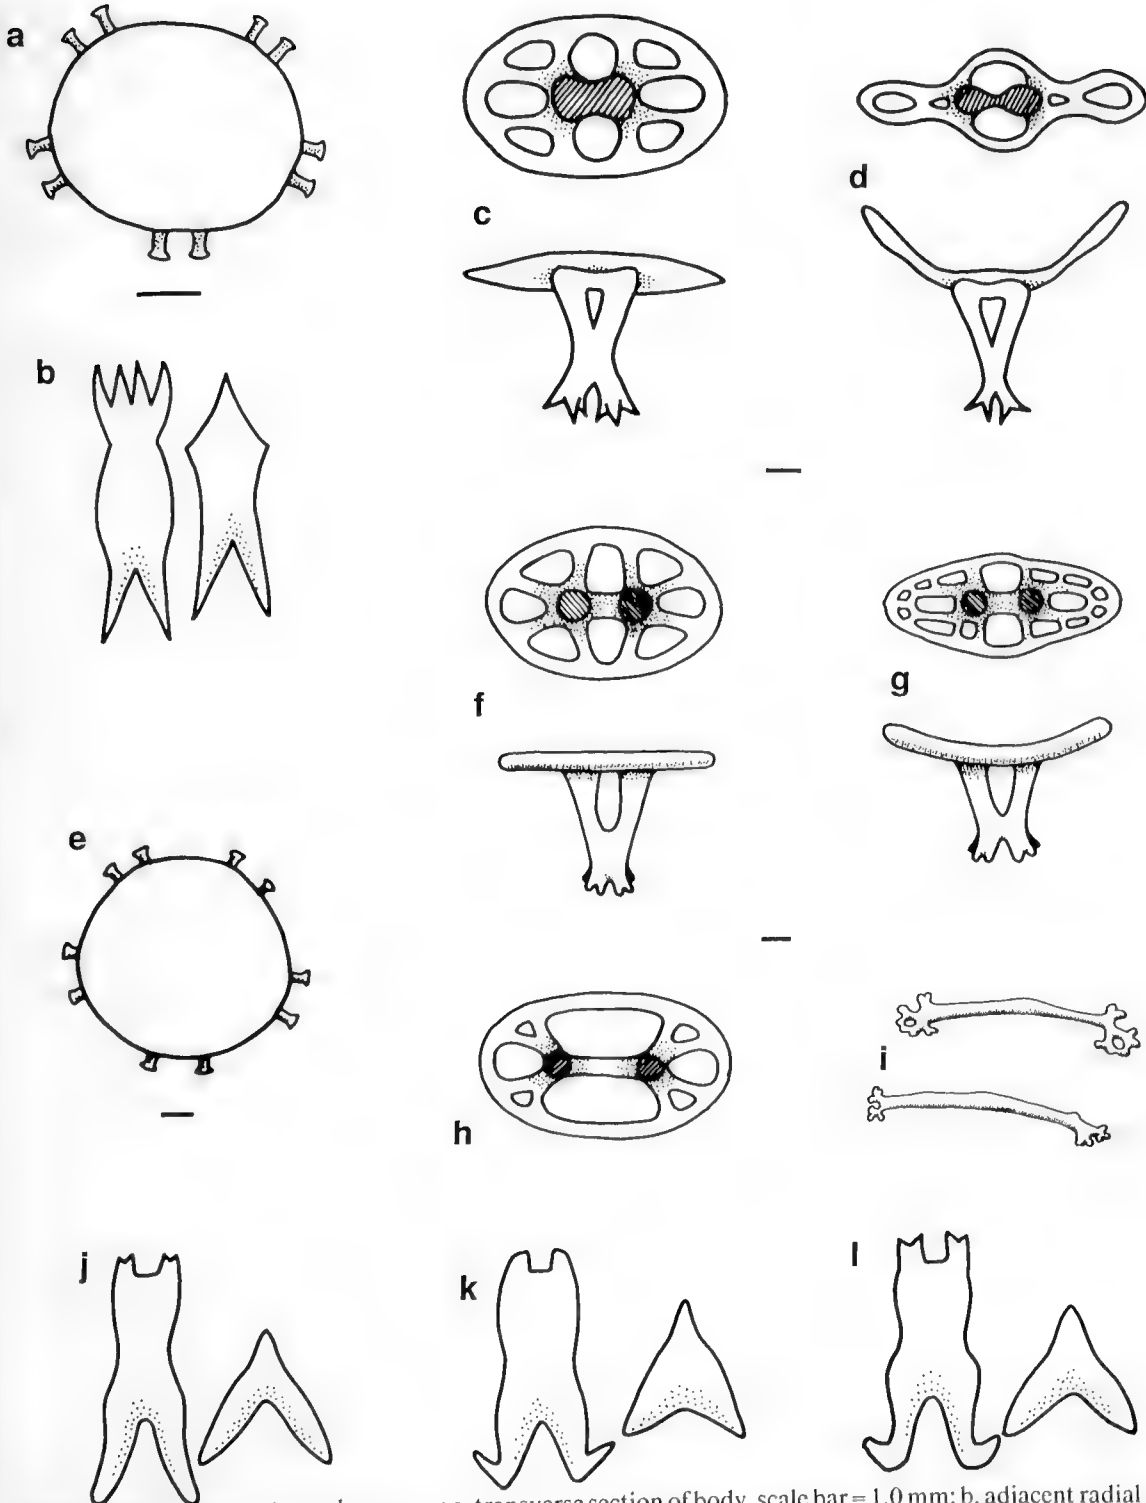 a
c
d
b
f
g
e
h
i
j
k
l
transverse section of body, scale bar = 1.0 mm; b, adjacent radial